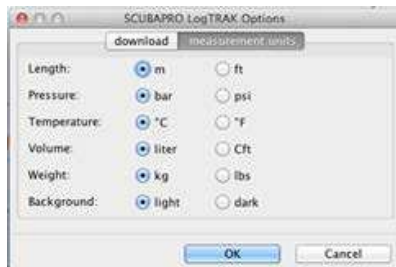 SCUBAPRO LogTRAK Options
download measurement units
Length: m ft
Pressure: bar psi
Temperature: °C °F
Volume: liter Cft
Weight: kg lbs
Background: light dark
OK Cancel